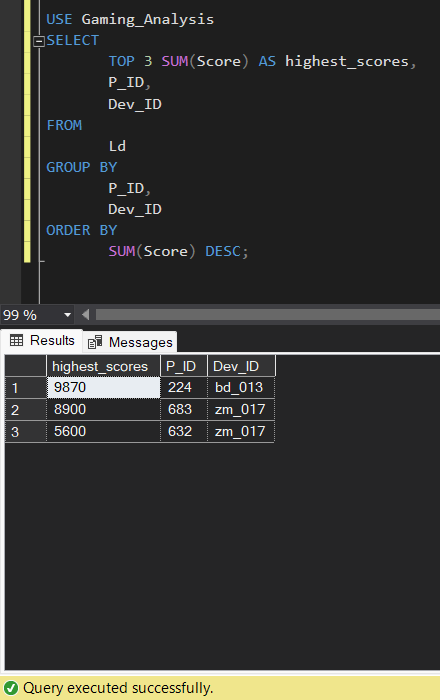 USE Gaming_Analysis
SELECT
TOP 3 SUM(Score) AS highest_scores,
P_ID,
Dev_ID
FROM
Ld
GROUP BY
P_ID,
Dev_ID
ORDER BY
SUM(Score) DESC;
99 %
Results Messages
highest_scores P_ID Dev_ID
1 9870 224 bd_013
2 8900 683 zm_017
3 5600 632 zm_017
Query executed successfully.